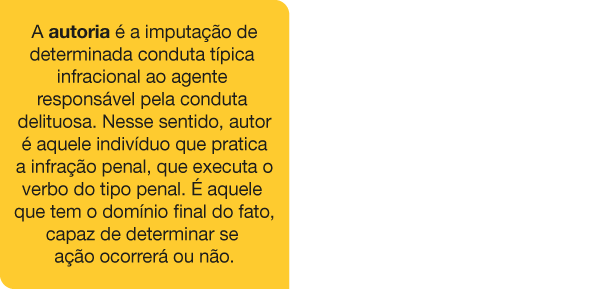 A autoria é a imputação de
determinada conduta típica
infracional ao agente
responsável pela conduta
delituosa. Nesse sentido, autor
é aquele indivíduo que pratica
a infração penal, que executa o
verbo do tipo penal. É aquele
que tem o domínio final do fato,
capaz de determinar se
ação ocorrerá ou não.